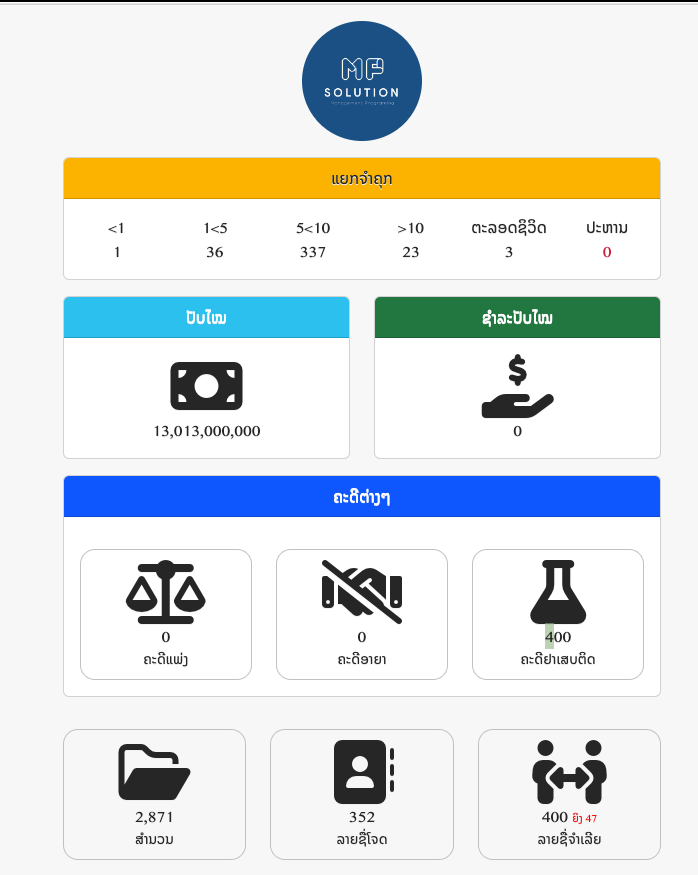 MP
SOLUTION
ແຍກຈຳຄຸກ
<1 1<5 5<10 >10 ຕະລອດຊີວິດ ປະຫານ
1 36 337 23 3 0
ປັບໃໝ ຊຳລະປັບໃໝ
13,013,000,000 0
ຄະດີຕ່າງໆ
0 0 400
ຄະດີແພ່ງ ຄະດີອາຍາ ຄະດີຢາເສບຕິດ
2,871 352 400 ຍິງ 47
ສຳນວນ ລາຍຊື່ໂຈດ ລາຍຊື່ຈຳເລີຍ